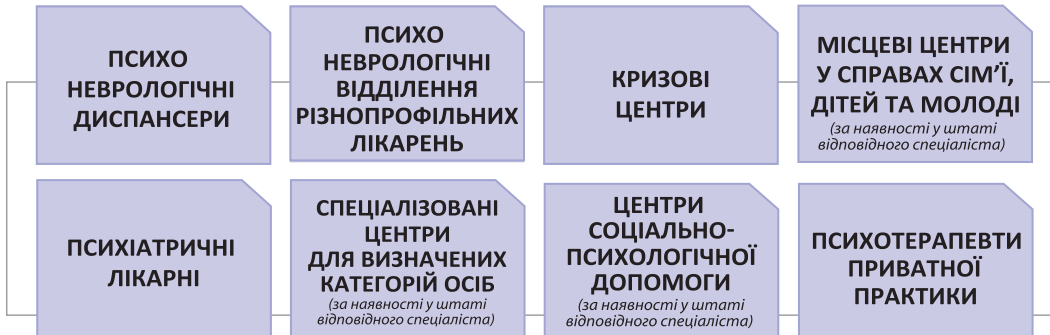 ПСИХО
НЕВРОЛОГІЧНІ
ДИСПАНСЕРИ
ПСИХО
НЕВРОЛОГІЧНІ
ВІДДІЛЕННЯ
РІЗНОПРОФІЛЬНИХ
ЛІКАРЕНЬ
КРИЗОВІ
ЦЕНТРИ
МІСЦЕВІ ЦЕНТРИ
У СПРАВАХ СІМ’Ї,
ДІТЕЙ ТА МОЛОДІ
(за наявності у штаті
відповідного спеціаліста)
ПСИХІАТРИЧНІ
ЛІКАРНІ
СПЕЦІАЛІЗОВАНІ
ЦЕНТРИ
ДЛЯ ВИЗНАЧЕНИХ
КАТЕГОРІЙ ОСІБ
(за наявності у штаті
відповідного спеціаліста)
ЦЕНТРИ
СОЦІАЛЬНО-
ПСИХОЛОГІЧНОЇ
ДОПОМОГИ
(за наявності у штаті
відповідного спеціаліста)
ПСИХОТЕРАПЕВТИ
ПРИВАТНОЇ
ПРАКТИКИ